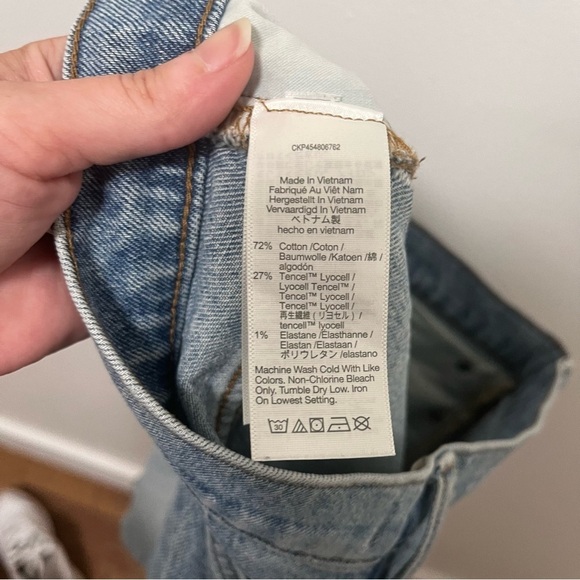 CKP454806762
Made In Vietnam
Fabriqué Au Viêt Nam
Hergestellt In Vietnam
Vervaardigd In Vietnam
ベトナム製
hecho en vietnam
72% Cotton /Coton /
Baumwolle /Katoen /綿 /
algodón
27% Tencel™ Lyocell /
Lyocell Tencel™ /
Tencel™ Lyocell /
Tencel™ Lyocell /
再生繊維 (リヨセル) /
tencell™ lyocell
1% Elastane /Elasthanne /
Elastan /Elastaan /
ポリウレタン /elastano
Machine Wash Cold With Like
Colors. Non-Chlorine Bleach
Only. Tumble Dry Low. Iron
On Lowest Setting.
30